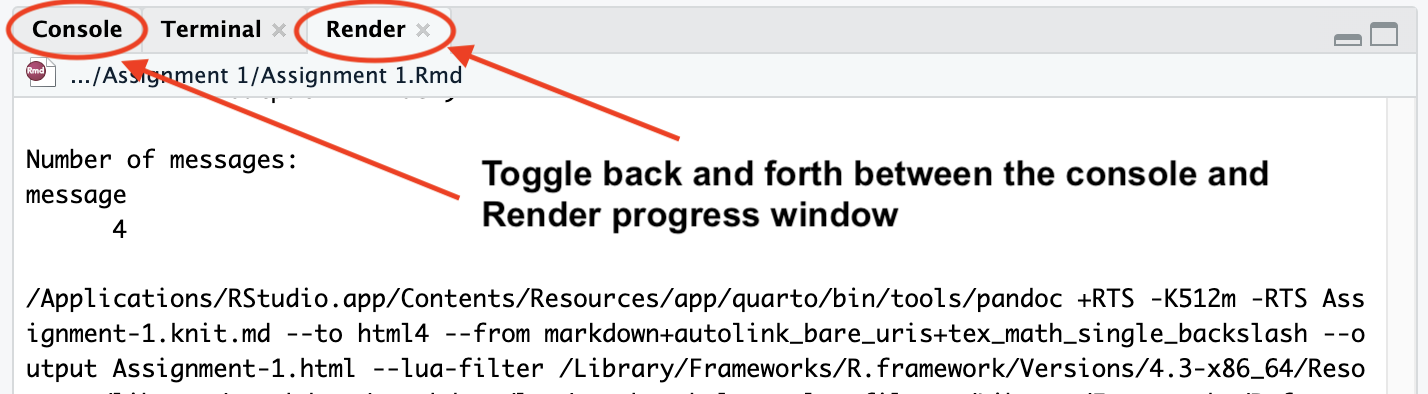 Console Terminal × Render ×
Rmd .../Assignment 1/Assignment 1.Rmd
Number of messages:
message
4
Toggle back and forth between the console and
Render progress window
/Applications/RStudio.app/Contents/Resources/app/quarto/bin/tools/pandoc +RTS -K512m -RTS Ass
ignment-1.knit.md --to html4 --from markdown+autolink_bare_uris+tex_math_single_backslash --o
utput Assignment-1.html --lua-filter /Library/Frameworks/R.framework/Versions/4.3-x86_64/Reso